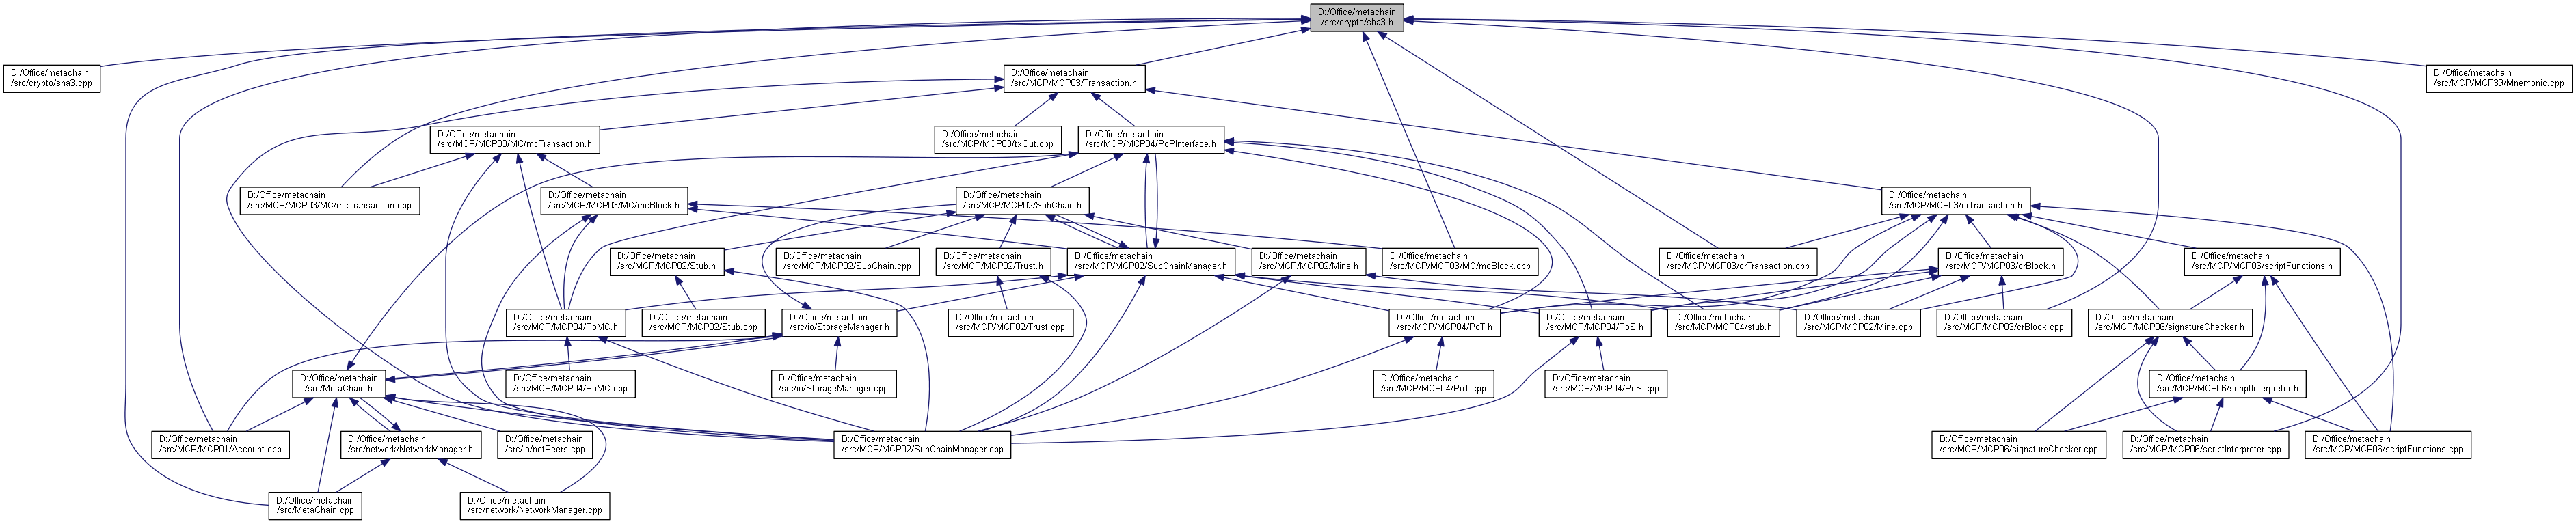 D:/Office/metachain
/src/crypto/sha3.h
D:/Office/metachain
/src/crypto/sha3.cpp
D:/Office/metachain
/src/MCP/MCP03/Transaction.h
D:/Office/metachain
/src/MCP/MCP39/Mnemonic.cpp
D:/Office/metachain
/src/MCP/MCP03/MC/mcTransaction.h
D:/Office/metachain
/src/MCP/MCP03/txOut.cpp
D:/Office/metachain
/src/MCP/MCP04/PoPInterface.h
D:/Office/metachain
/src/MCP/MCP03/MC/mcTransaction.cpp
D:/Office/metachain
/src/MCP/MCP03/MC/mcBlock.h
D:/Office/metachain
/src/MCP/MCP02/SubChain.h
D:/Office/metachain
/src/MCP/MCP03/crTransaction.h
D:/Office/metachain
/src/MCP/MCP02/Stub.h
D:/Office/metachain
/src/MCP/MCP02/SubChain.cpp
D:/Office/metachain
/src/MCP/MCP02/Trust.h
D:/Office/metachain
/src/MCP/MCP02/SubChainManager.h
D:/Office/metachain
/src/MCP/MCP02/Mine.h
D:/Office/metachain
/src/MCP/MCP03/MC/mcBlock.cpp
D:/Office/metachain
/src/MCP/MCP03/crTransaction.cpp
D:/Office/metachain
/src/MCP/MCP03/crBlock.h
D:/Office/metachain
/src/MCP/MCP06/scriptFunctions.h
D:/Office/metachain
/src/MCP/MCP04/PoMC.h
D:/Office/metachain
/src/MCP/MCP02/Stub.cpp
D:/Office/metachain
/src/io/StorageManager.h
D:/Office/metachain
/src/MCP/MCP02/Trust.cpp
D:/Office/metachain
/src/MCP/MCP04/PoT.h
D:/Office/metachain
/src/MCP/MCP04/PoS.h
D:/Office/metachain
/src/MCP/MCP04/stub.h
D:/Office/metachain
/src/MCP/MCP02/Mine.cpp
D:/Office/metachain
/src/MCP/MCP03/crBlock.cpp
D:/Office/metachain
/src/MCP/MCP06/signatureChecker.h
D:/Office/metachain
/src/MetaChain.h
D:/Office/metachain
/src/MCP/MCP04/PoMC.cpp
D:/Office/metachain
/src/io/StorageManager.cpp
D:/Office/metachain
/src/MCP/MCP04/PoT.cpp
D:/Office/metachain
/src/MCP/MCP04/PoS.cpp
D:/Office/metachain
/src/MCP/MCP06/scriptInterpreter.h
D:/Office/metachain
/src/MCP/MCP01/Account.cpp
D:/Office/metachain
/src/network/NetworkManager.h
D:/Office/metachain
/src/io/netPeers.cpp
D:/Office/metachain
/src/MCP/MCP02/SubChainManager.cpp
D:/Office/metachain
/src/MCP/MCP06/signatureChecker.cpp
D:/Office/metachain
/src/MCP/MCP06/scriptInterpreter.cpp
D:/Office/metachain
/src/MCP/MCP06/scriptFunctions.cpp
D:/Office/metachain
/src/MetaChain.cpp
D:/Office/metachain
/src/network/NetworkManager.cpp